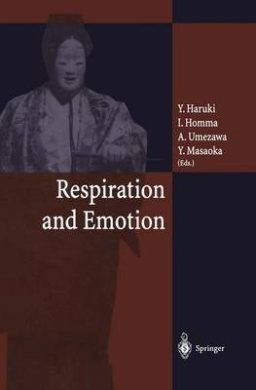 Y. Haruki
I. Homma
A. Umezawa
Y. Masaoka
(Eds.)
Respiration
and Emotion
Springer